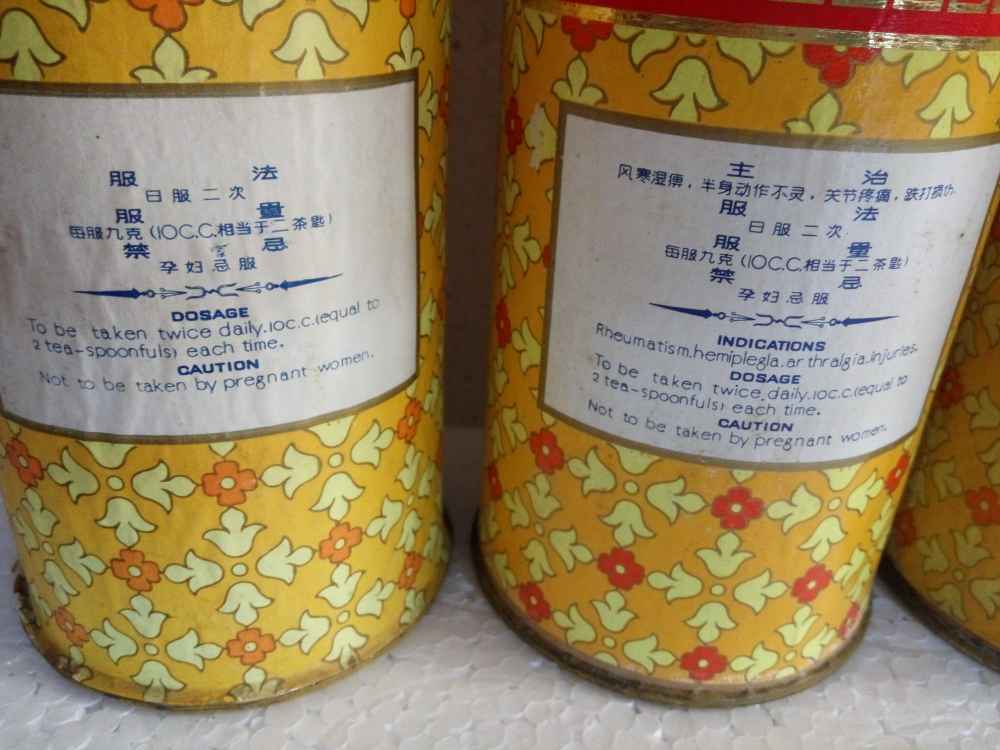 服 法
日服二次
服 量
每服九克(10C.C.相当于二茶匙)
禁 忌
孕妇忌服
DOSAGE
To be taken twice daily.10c.c.(equal to
2 tea-spoonfuls) each time.
CAUTION
Not to be taken by pregnant women.
主 治
风寒湿痹,半身动作不灵,关节疼痛,跌打损伤.
服 法
日服二次
服 量
每服九克(10C.C.相当于二茶匙)
禁 忌
孕妇忌服
INDICATIONS
Rheumatism.hemiplegla.ar thralgia.injuries.
DOSAGE
To be taken twice daily.10c.c.(equal to
2 tea-spoonfuls) each time.
CAUTION
Not to be taken by pregnant women.